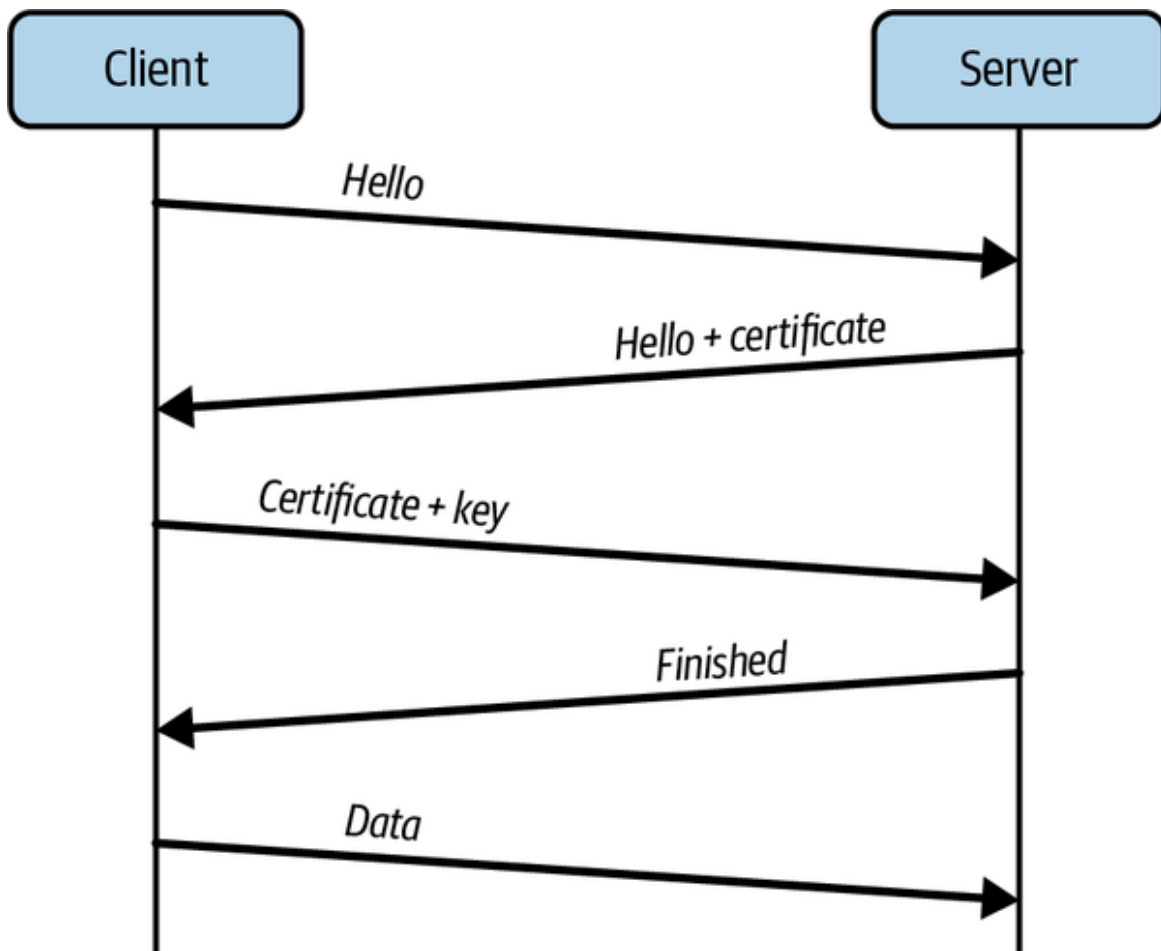 Client
Server
Hello
Hello + certificate
Certificate + key
Finished
Data